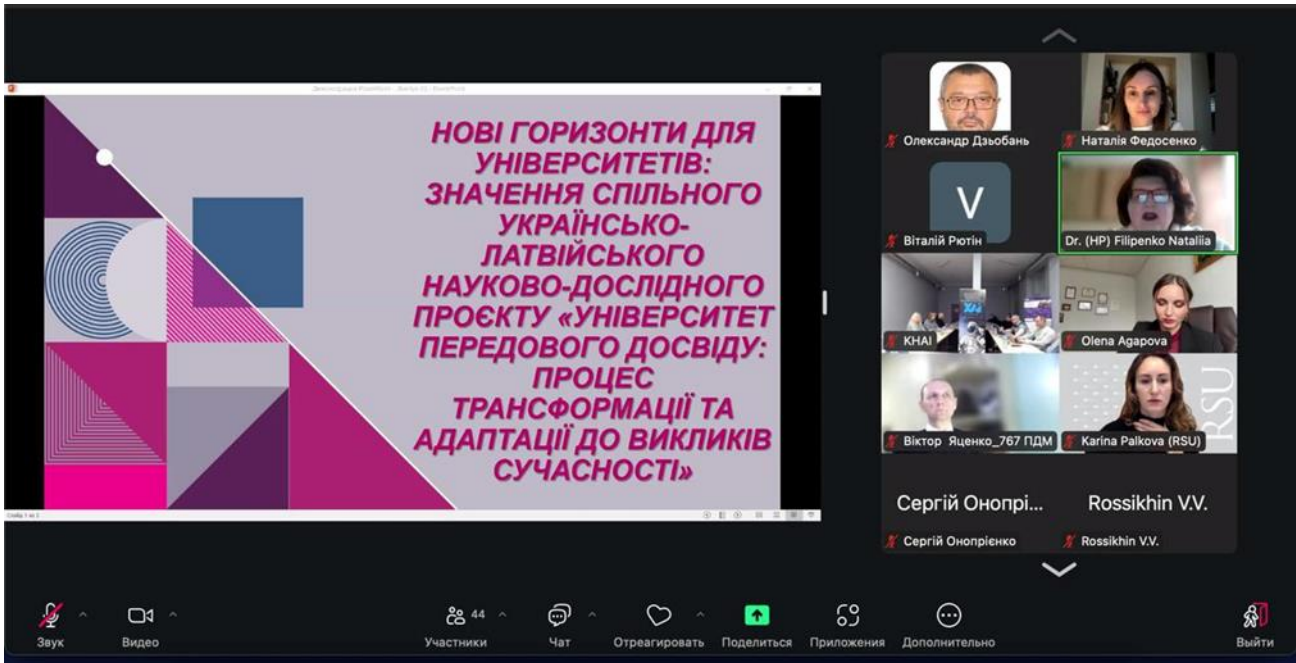 НОВІ ГОРИЗОНТИ ДЛЯ
УНІВЕРСИТЕТІВ:
ЗНАЧЕННЯ СПІЛЬНОГО
УКРАЇНСЬКО-
ЛАТВІЙСЬКОГО
НАУКОВО-ДОСЛІДНОГО
ПРОЄКТУ «УНІВЕРСИТЕТ
ПЕРЕДОВОГО ДОСВІДУ:
ПРОЦЕС
ТРАНСФОРМАЦІЇ ТА
АДАПТАЦІЇ ДО ВИКЛИКІВ
СУЧАСНОСТІ»
Олександр Дзьобань
Наталія Федосенко
V
Віталій Рютін
Dr. (HP) Filipenko Nataliia
KHAI
Olena Agapova
Віктор Яценко_767 ПДМ
RSU
Karina Palkova (RSU)
Сергій Онопрі...
Rossikhin V.V.
Сергій Онопрієнко
Rossikhin V.V.
Звук
Видео
44
Участники
Чат
Отреагировать
Поделиться
Приложения
Дополнительно
Выйти